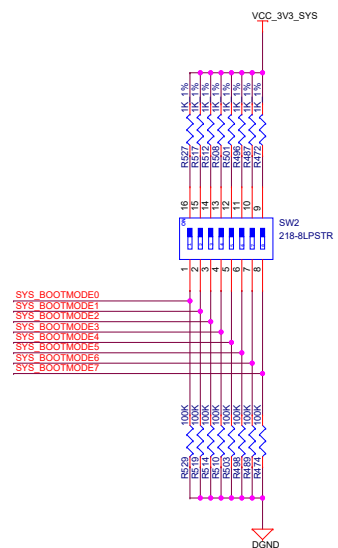 VCC_3V3_SYS
1K 1% 1K 1% 1K 1% 1K 1% 1K 1% 1K 1% 1K 1% 1K 1%
R527 R517 R512 R508 R501 R496 R487 R472
16 15 14 13 12 11 10 9
ON
SW2
218-8LPSTR
1 2 3 4 5 6 7 8
SYS_BOOTMODE0
SYS_BOOTMODE1
SYS_BOOTMODE2
SYS_BOOTMODE3
SYS_BOOTMODE4
SYS_BOOTMODE5
SYS_BOOTMODE6
SYS_BOOTMODE7
100K 100K 100K 100K 100K 100K 100K 100K
R529 R519 R514 R510 R503 R498 R489 R474
DGND